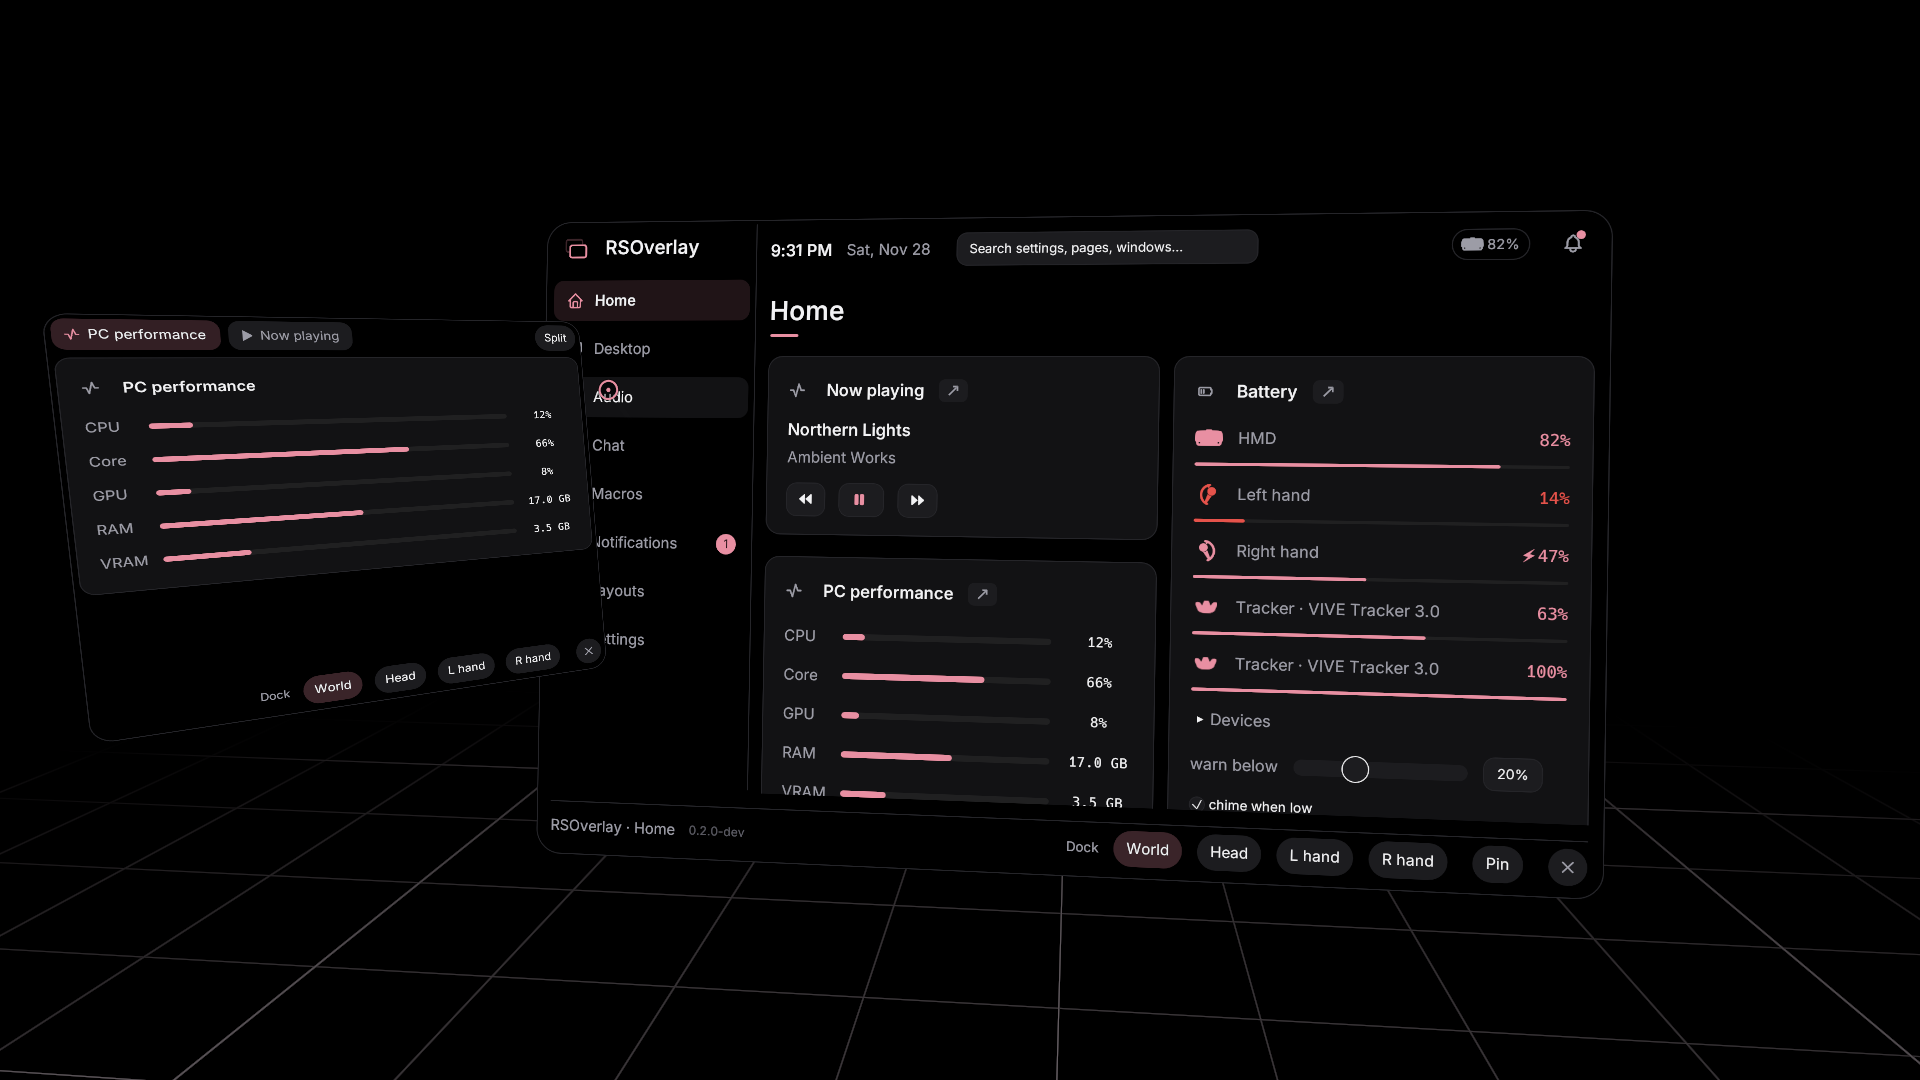 PC performance
Now playing
Split
PC performance
CPU 12%
Core 66%
GPU 8%
RAM 17.0 GB
VRAM 3.5 GB
Dock World Head L hand R hand
RSOverlay
Home
Desktop
Audio
Chat
Macros
Notifications 1
ayouts
ettings
9:31 PM Sat, Nov 28
Search settings, pages, windows...
82%
Home
Now playing
Northern Lights
Ambient Works
PC performance
CPU 12%
Core 66%
GPU 8%
RAM 17.0 GB
VRAM 3.5 GB
Battery
HMD 82%
Left hand 14%
Right hand 47%
Tracker · VIVE Tracker 3.0 63%
Tracker · VIVE Tracker 3.0 100%
Devices
warn below 20%
chime when low
RSOverlay · Home 0.2.0-dev
Dock World Head L hand R hand Pin